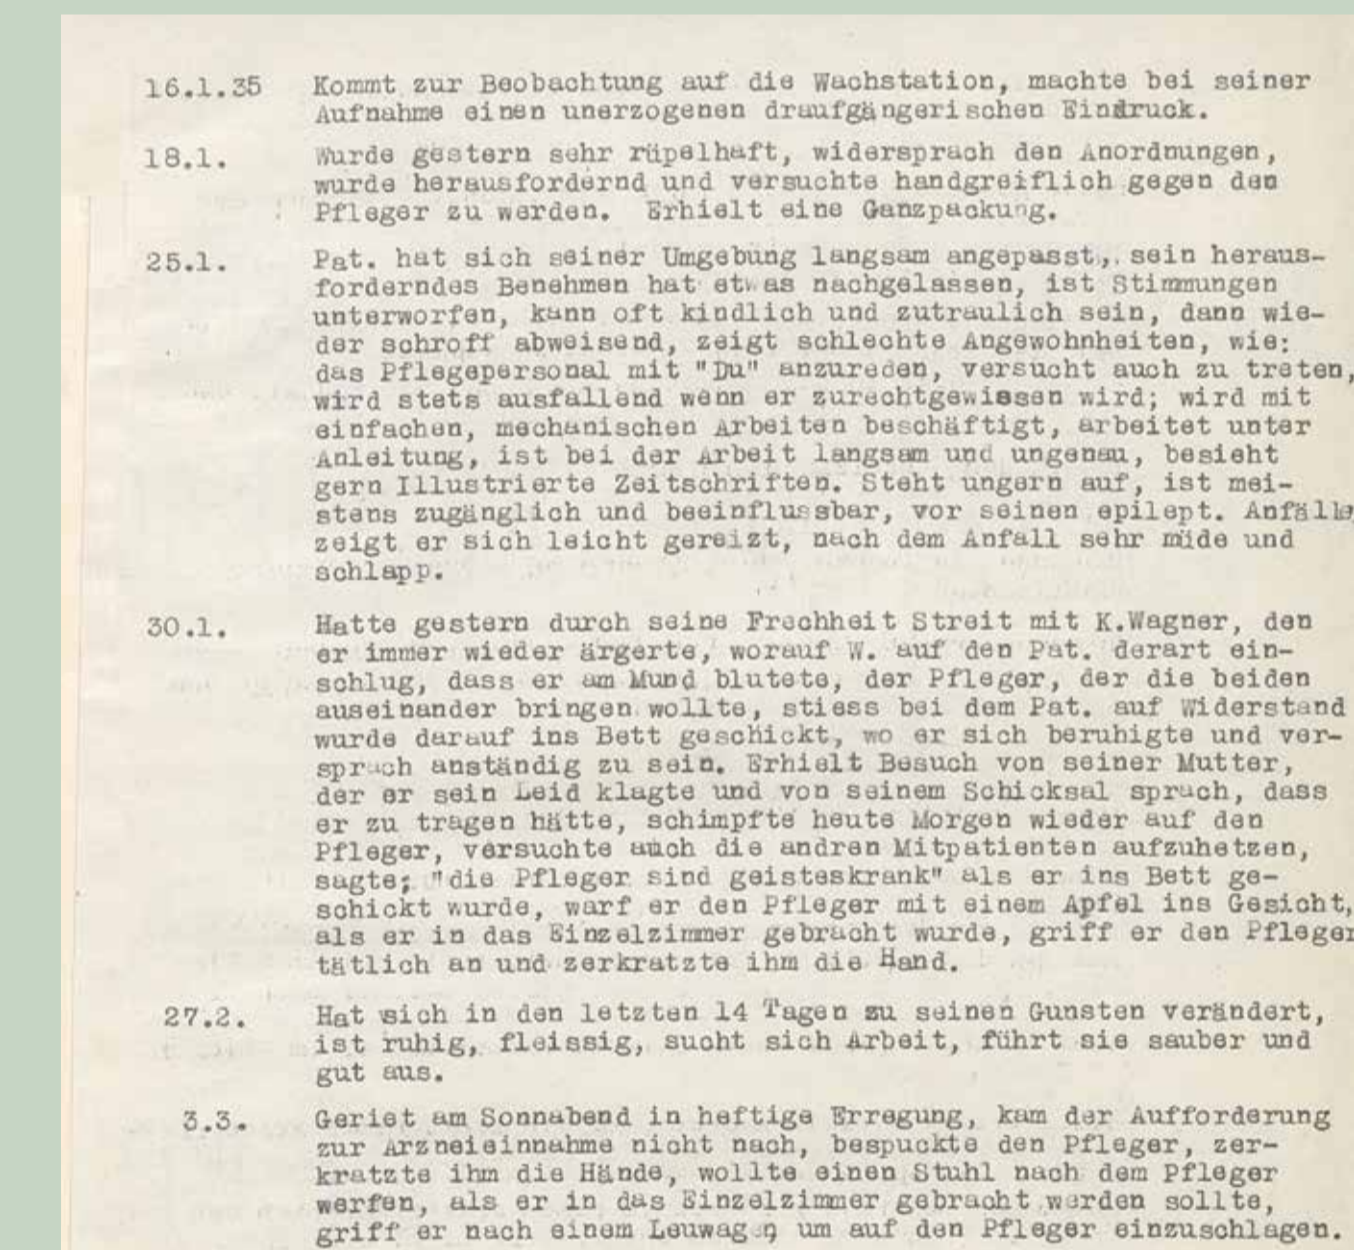 16.1.35 Kommt zur Beobachtung auf die Wachstation, machte bei seiner
Aufnahme einen unerzogenen draufgängerischen Eindruck.
18.1. Wurde gestern sehr rüpelhaft, widersprach den Anordnungen,
wurde herausfordernd und versuchte handgreiflich gegen den
Pfleger zu werden. Erhielt eine Ganzpackung.
25.1. Pat. hat sich seiner Umgebung langsam angepasst, sein heraus-
forderndes Benehmen hat etwas nachgelassen, ist Stimmungen
unterworfen, kann oft kindlich und zutraulich sein, dann wie-
der schroff abweisend, zeigt schlechte Angewohnheiten, wie:
das Pflegepersonal mit "Du" anzureden, versucht auch zu treten,
wird stets ausfallend wenn er zurechtgewiesen wird; wird mit
einfachen, mechanischen Arbeiten beschäftigt, arbeitet unter
Anleitung, ist bei der Arbeit langsam und ungenau, besieht
gern Illustrierte Zeitschriften. Steht ungern auf, ist mei-
stens zugänglich und beeinflussbar, vor seinen epilept. Anfälle
zeigt er sich leicht gereizt, nach dem Anfall sehr müde und
schlapp.
30.1. Hatte gestern durch seine Frechheit Streit mit K.Wagner, den
er immer wieder ärgerte, worauf W. auf den Pat. derart ein-
schlug, dass er am Mund blutete, der Pfleger, der die beiden
auseinander bringen wollte, stiess bei dem Pat. auf Widerstand
wurde darauf ins Bett geschickt, wo er sich beruhigte und ver-
sprach anständig zu sein. Erhielt Besuch von seiner Mutter,
der er sein Leid klagte und von seinem Schicksal sprach, dass
er zu tragen hätte, schimpfte heute Morgen wieder auf den
Pfleger, versuchte auch die andren Mitpatienten aufzuhetzen,
sagte; "die Pfleger sind geisteskrank" als er ins Bett ge-
schickt wurde, warf er den Pfleger mit einem Apfel ins Gesicht,
als er in das Einzelzimmer gebracht wurde, griff er den Pfleger
tätlich an und zerkratzte ihm die Hand.
27.2. Hat sich in den letzten 14 Tagen zu seinen Gunsten verändert,
ist ruhig, fleissig, sucht sich Arbeit, führt sie sauber und
gut aus.
3.3. Geriet am Sonnabend in heftige Erregung, kam der Aufforderung
zur Arzneieinnahme nicht nach, bespuckte den Pfleger, zer-
kratzte ihm die Hände, wollte einen Stuhl nach dem Pfleger
werfen, als er in das Einzelzimmer gebracht werden sollte,
griff er nach einem Leuwagen um auf den Pfleger einzuschlagen.